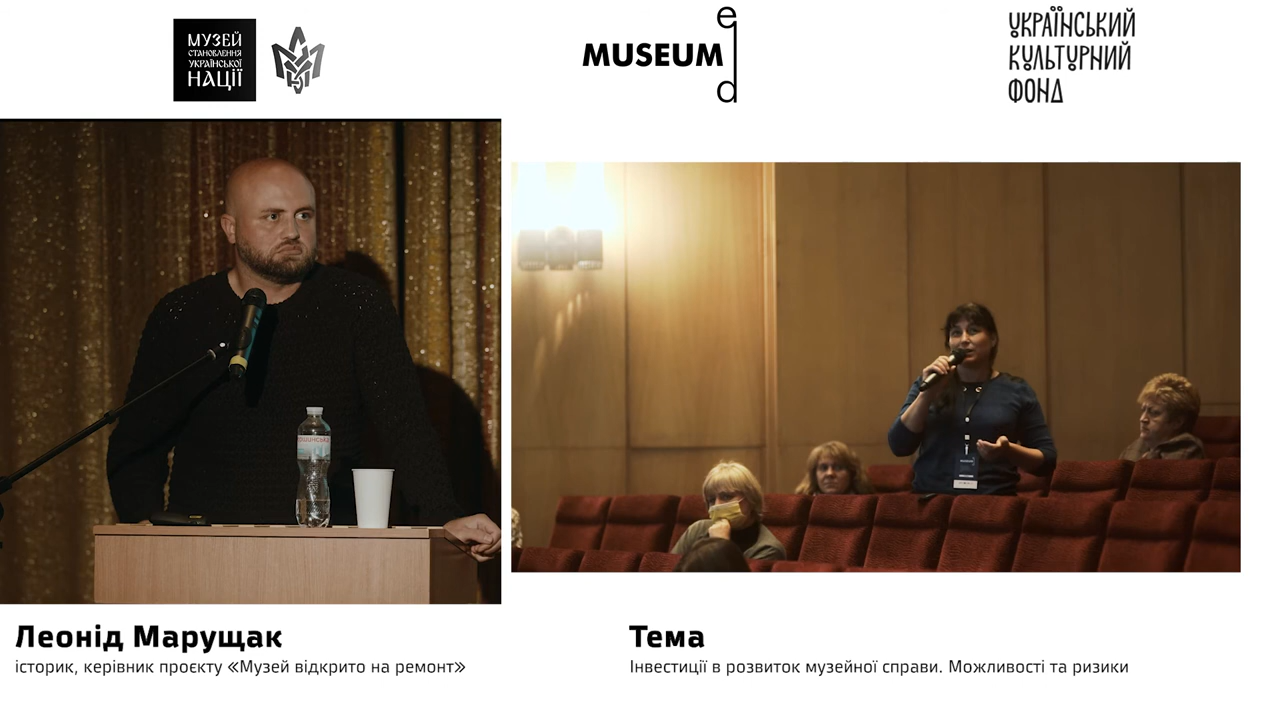 МУЗЕЙ
СТАНОВЛЕННЯ
УКРАЇНСЬКОЇ
НАЦІЇ
MUSEUM
ed
УКРАЇНСЬКИЙ
КУЛЬТУРНИЙ
ФОНД
Леонід Марущак
історик, керівник проєкту «Музей відкрито на ремонт»
Тема
Інвестиції в розвиток музейної справи. Можливості та ризики